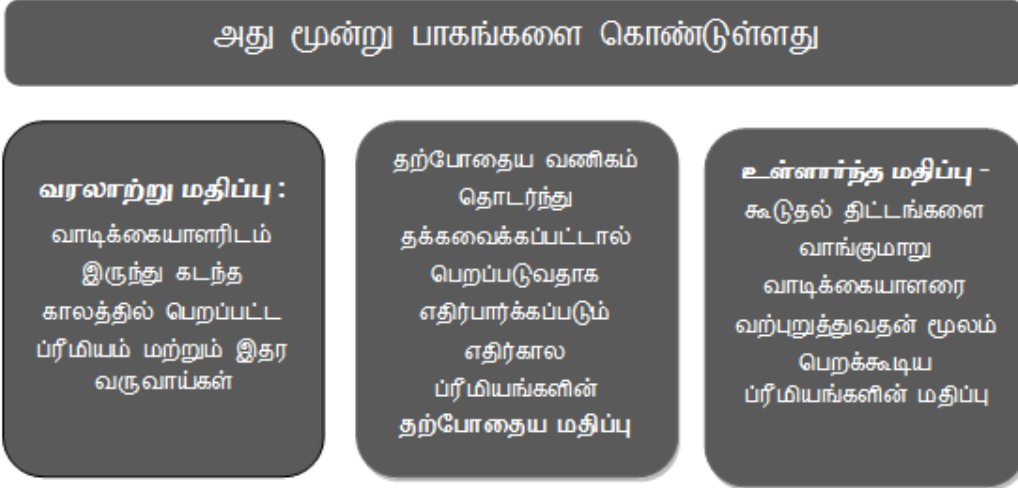 அது மூன்று பாகங்களை கொண்டுள்ளது
வரலாற்று மதிப்பு :
வாடிக்கையாளரிடம்
இருந்து கடந்த
காலத்தில் பெறப்பட்ட
ப்ரீமியம் மற்றும் இதர
வருவாய்கள்
தற்போதைய வணிகம்
தொடர்ந்து
தக்கவைக்கப்பட்டால்
பெறப்படுவதாக
எதிர்பார்க்கப்படும்
எதிர்கால
ப்ரீமியங்களின்
தற்போதைய மதிப்பு
உள்ளார்ந்த மதிப்பு -
கூடுதல் திட்டங்களை
வாங்குமாறு
வாடிக்கையாளரை
வற்புறுத்துவதன் மூலம்
பெறக்கூடிய
ப்ரீமியங்களின் மதிப்பு